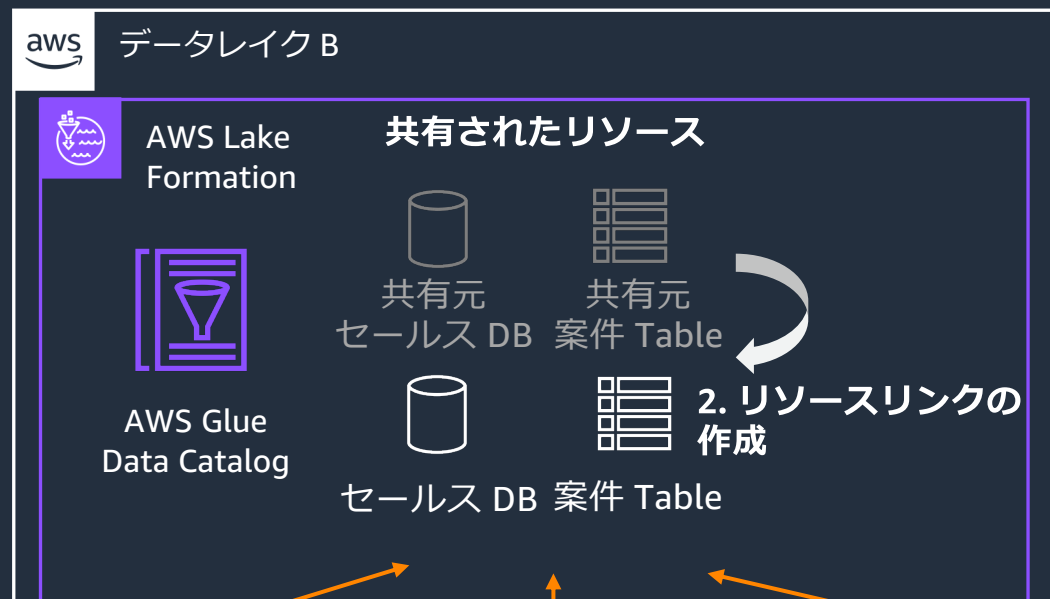 aws
データレイク B
AWS Lake
Formation
共有されたリソース
共有元
セールス DB
共有元
案件 Table
AWS Glue
Data Catalog
2. リソースリンクの
作成
セールス DB
案件 Table